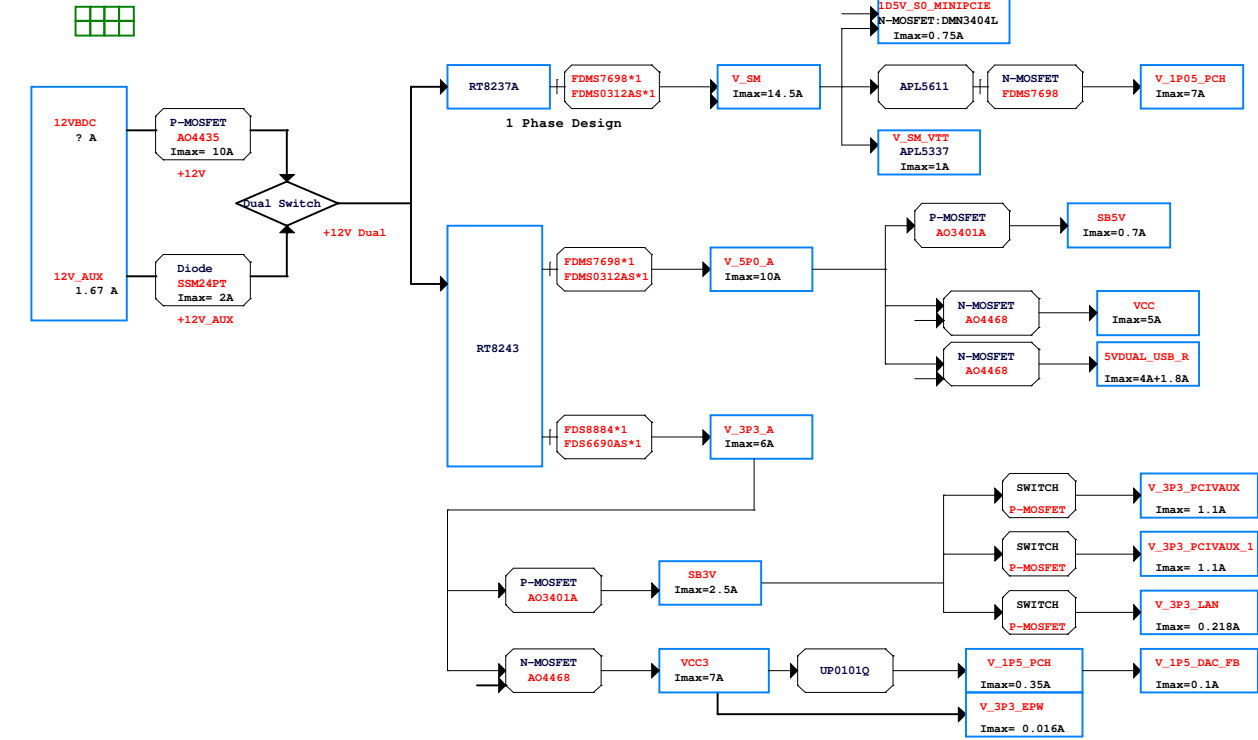 1D5V_S0_MINIPCIE
N-MOSFET:DMN3404L
Imax=0.75A
RT8237A
FDMS7698*1
FDMS0312AS*1
1 Phase Design
V_SM
Imax=14.5A
APL5611
N-MOSFET
FDMS7698
V_1P05_PCH
Imax=7A
V_SM_VTT
APL5337
Imax=1A
12VBDC
? A
P-MOSFET
AO4435
Imax= 10A
+12V
Dual Switch
+12V Dual
12V_AUX
1.67 A
Diode
SSM24PT
Imax= 2A
+12V_AUX
RT8243
FDMS7698*1
FDMS0312AS*1
V_5P0_A
Imax=10A
P-MOSFET
AO3401A
SB5V
Imax=0.7A
N-MOSFET
AO4468
VCC
Imax=5A
N-MOSFET
AO4468
5VDUAL_USB_R
Imax=4A+1.8A
FDS8884*1
FDS6690AS*1
V_3P3_A
Imax=6A
P-MOSFET
AO3401A
SB3V
Imax=2.5A
SWITCH
P-MOSFET
V_3P3_PCIVAUX
Imax= 1.1A
SWITCH
P-MOSFET
V_3P3_PCIVAUX_1
Imax= 1.1A
SWITCH
P-MOSFET
V_3P3_LAN
Imax= 0.218A
N-MOSFET
AO4468
VCC3
Imax=7A
UP0101Q
V_1P5_PCH
Imax=0.35A
V_1P5_DAC_FB
Imax=0.1A
V_3P3_EPW
Imax= 0.016A